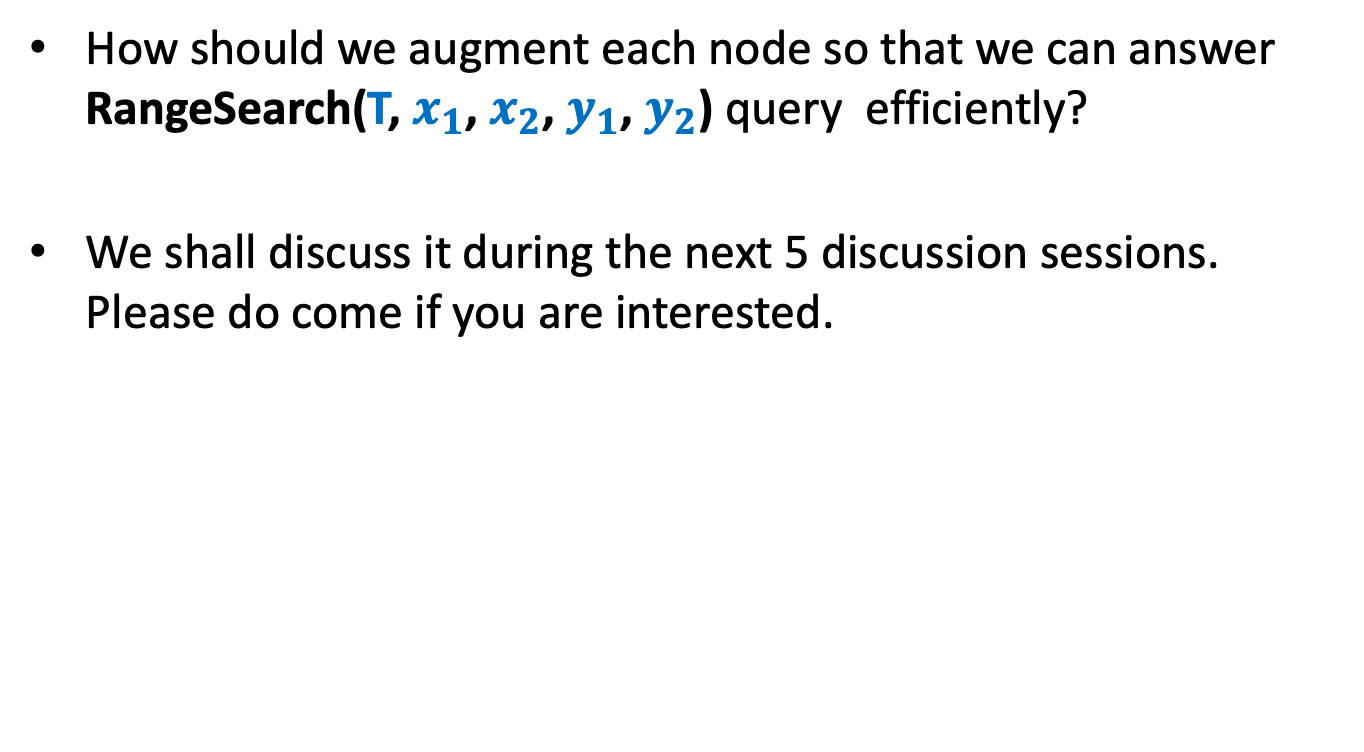 • How should we augment each node so that we can answer
RangeSearch(T, x₁, x₂, y₁, y₂) query efficiently?
• We shall discuss it during the next 5 discussion sessions.
Please do come if you are interested.